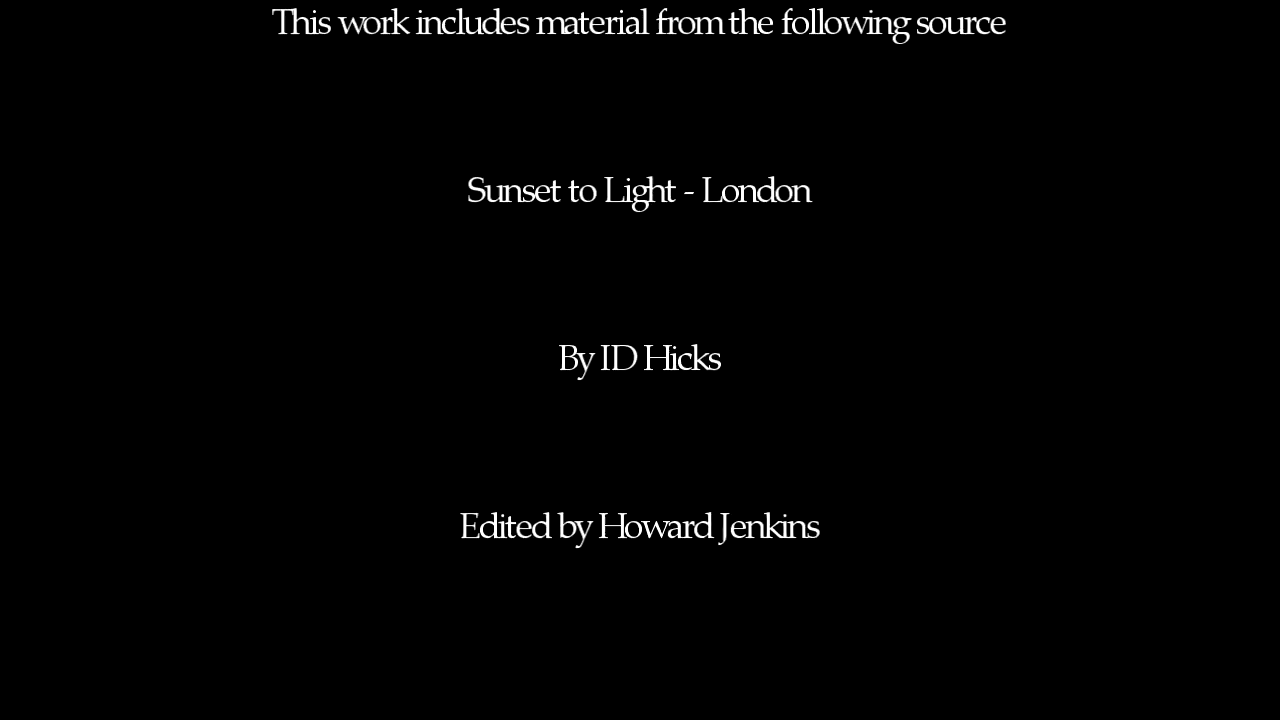 This work includes material from the following source
Sunset to Light - London
By ID Hicks
Edited by Howard Jenkins